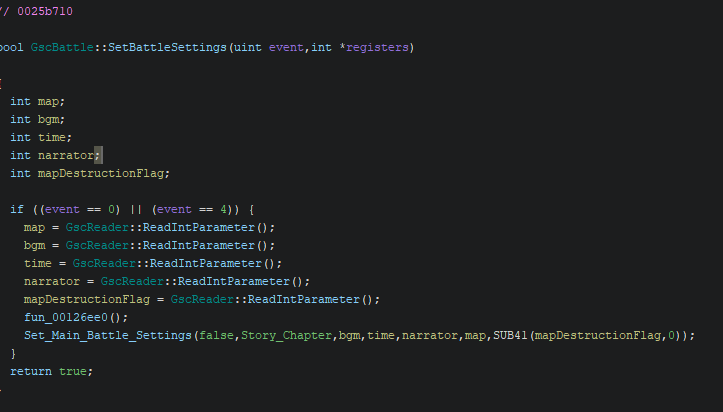 // 0025b710
bool GscBattle::SetBattleSettings(uint event,int *registers)
{
int map;
int bgm;
int time;
int narrator;
int mapDestructionFlag;
if ((event == 0) || (event == 4)) {
map = GscReader::ReadIntParameter();
bgm = GscReader::ReadIntParameter();
time = GscReader::ReadIntParameter();
narrator = GscReader::ReadIntParameter();
mapDestructionFlag = GscReader::ReadIntParameter();
fun_00126ee0();
Set_Main_Battle_Settings(false,Story_Chapter,bgm,time,narrator,map,SUB41(mapDestructionFlag,0));
}
return true;